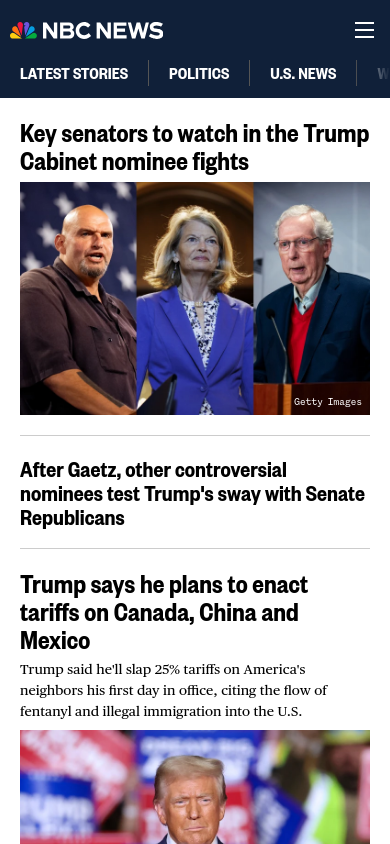 NBC NEWS
LATEST STORIES
POLITICS
U.S. NEWS
Key senators to watch in the Trump
Cabinet nominee fights
Getty Images
After Gaetz, other controversial
nominees test Trump's sway with Senate
Republicans
Trump says he plans to enact
tariffs on Canada, China and
Mexico
Trump said he'll slap 25% tariffs on America's
neighbors his first day in office, citing the flow of
fentanyl and illegal immigration into the U.S.